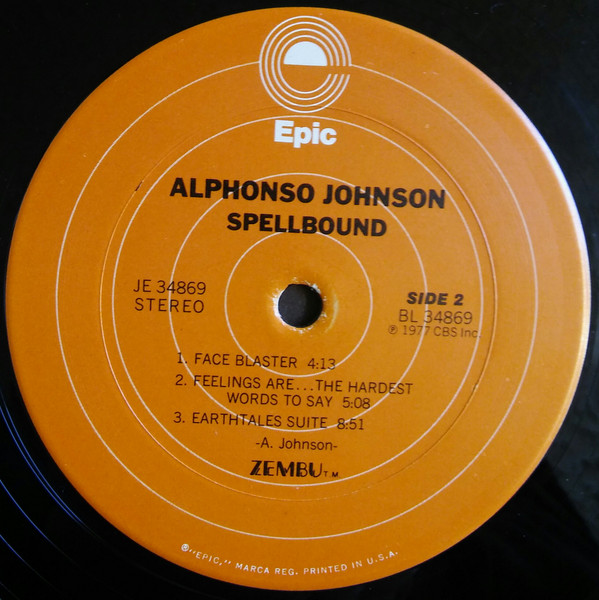 Epic
ALPHONSO JOHNSON
SPELLBOUND
JE 34869
STEREO
SIDE 2
BL 34869
℗ 1977 CBS Inc.
1. FACE BLASTER 4:13
2. FEELINGS ARE...THE HARDEST
WORDS TO SAY 5:08
3. EARTHTALES SUITE 8:51
-A. Johnson-
ZEMBU T.M.
®"EPIC," MARCA REG. PRINTED IN U.S.A.